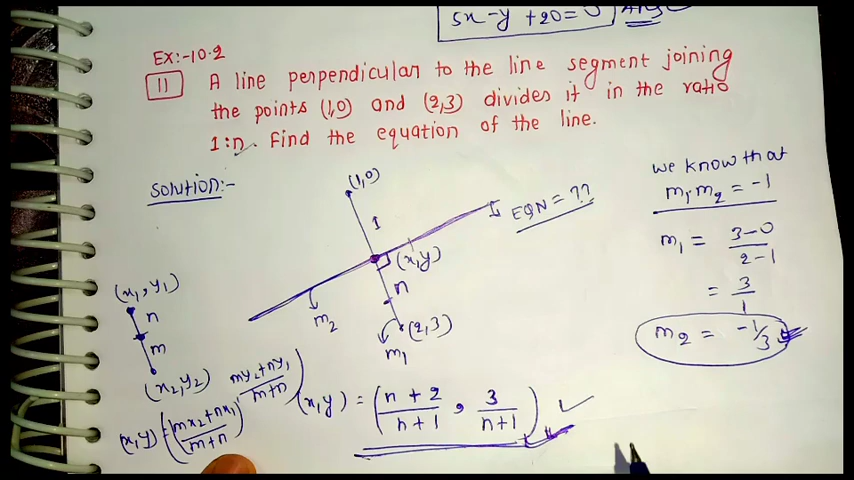 5x-y +20=0 Ans
Ex:-10.2
11 A line perpendicular to the line segment joining
the points (1,0) and (2,3) divides it in the ratio
1:n. Find the equation of the line.
Solution:-
(1,0)
1
EQN = ??
(x,y)
n
m2
(2,3)
m1
(x1, y1)
n
m
(x2, y2)
(x,y) = (mx2+nx1/m+n, my2+ny1/m+n)
(x,y) = (n+2/n+1, 3/n+1)
we know that
m1.m2 = -1
m1 = 3-0/2-1
= 3/1
m2 = -1/3